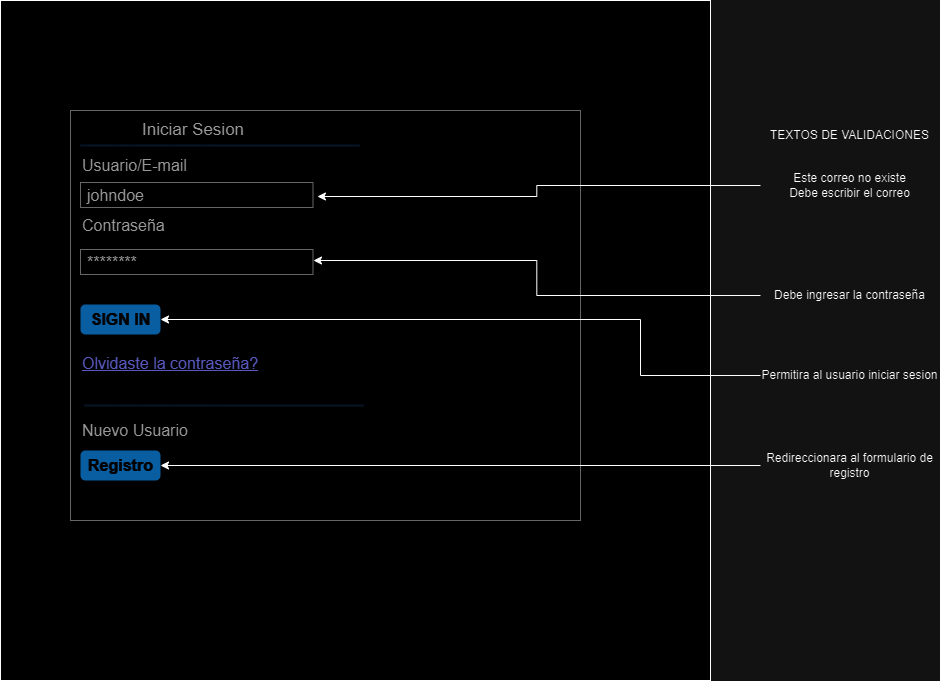 Iniciar Sesion
Usuario/E-mail
johndoe
Contraseña
********
SIGN IN
Olvidaste la contraseña?
Nuevo Usuario
Registro
TEXTOS DE VALIDACIONES
Este correo no existe
Debe escribir el correo
Debe ingresar la contraseña
Permitira al usuario iniciar sesion
Redireccionara al formulario de
registro